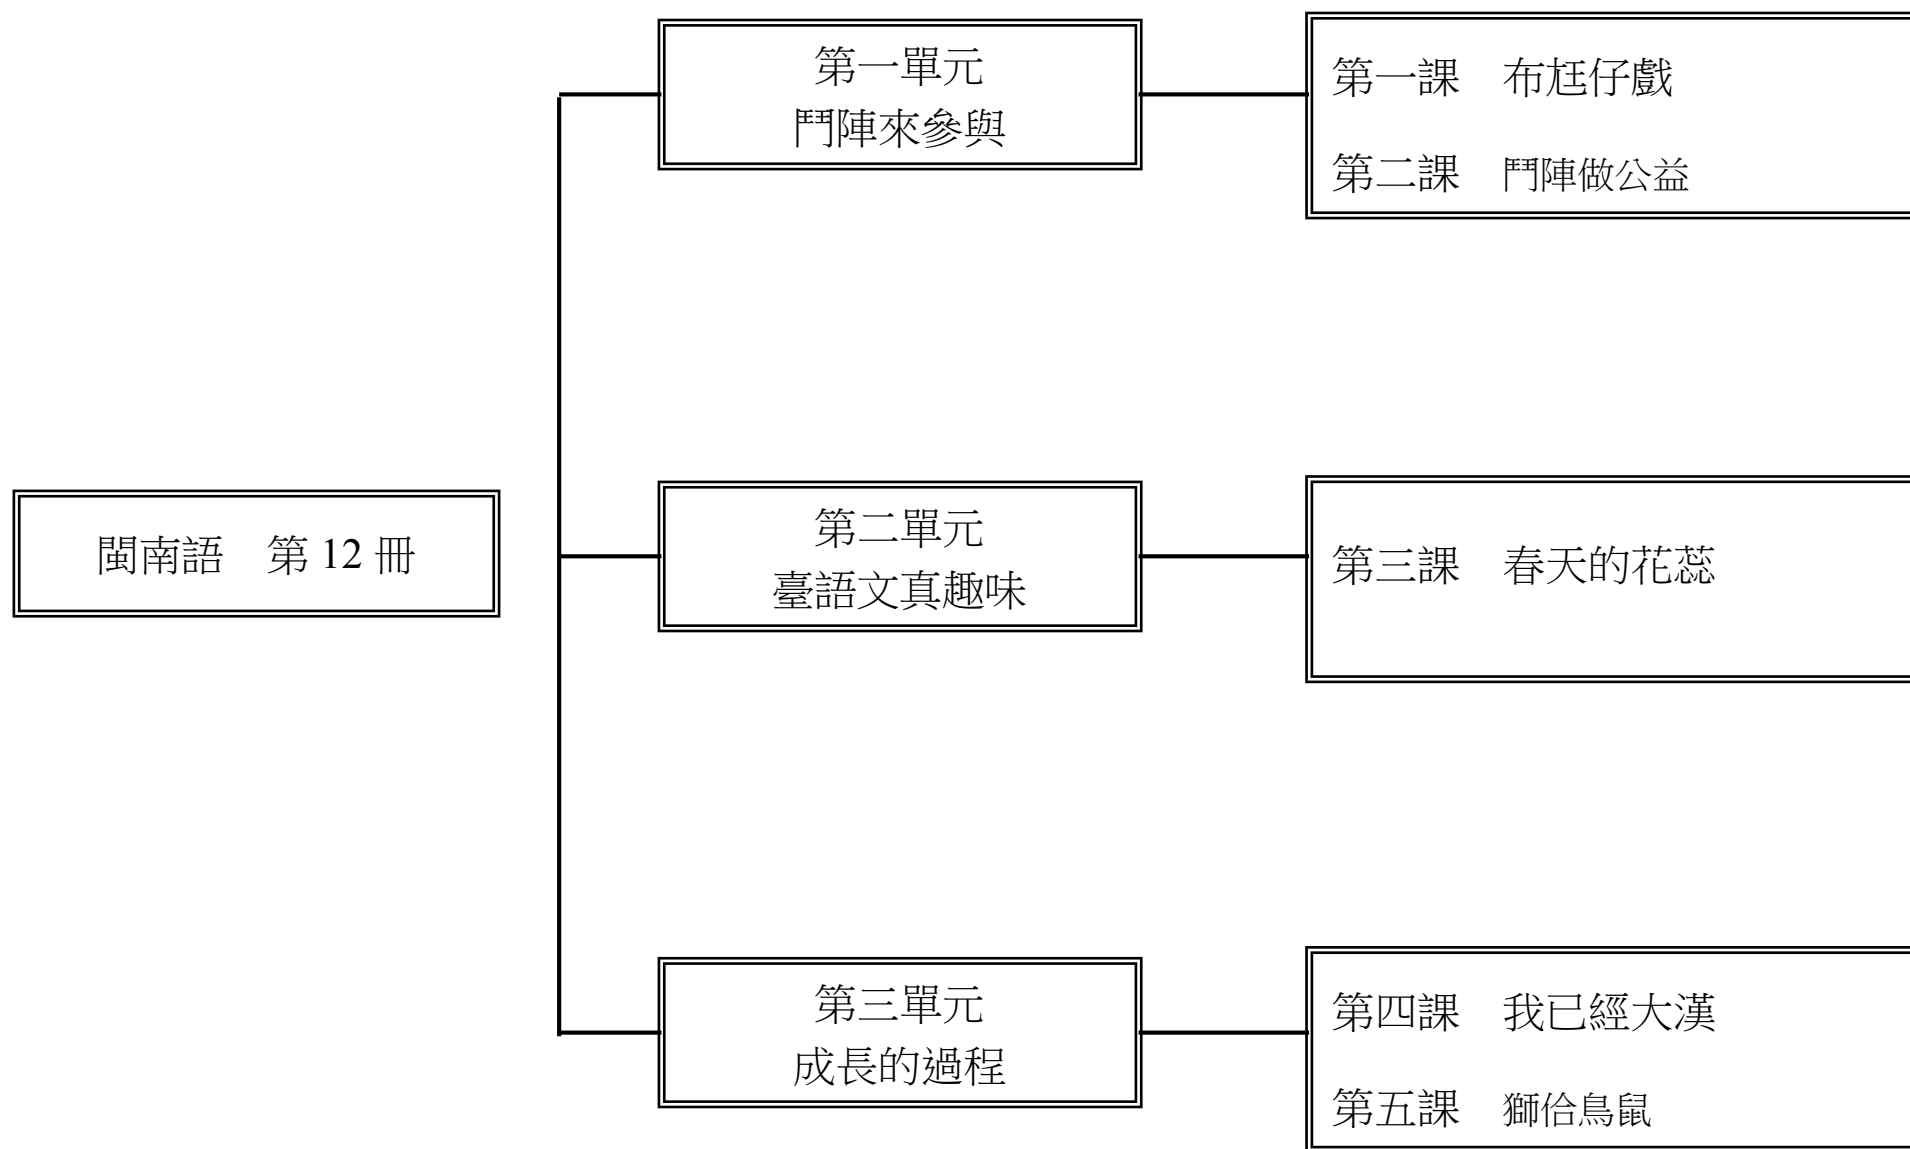 閩南語　第 12 冊
第一單元
鬥陣來參與
第一課　布尪仔戲
第二課　鬥陣做公益
第二單元
臺語文真趣味
第三課　春天的花蕊
第三單元
成長的過程
第四課　我已經大漢
第五課　獅佮鳥鼠